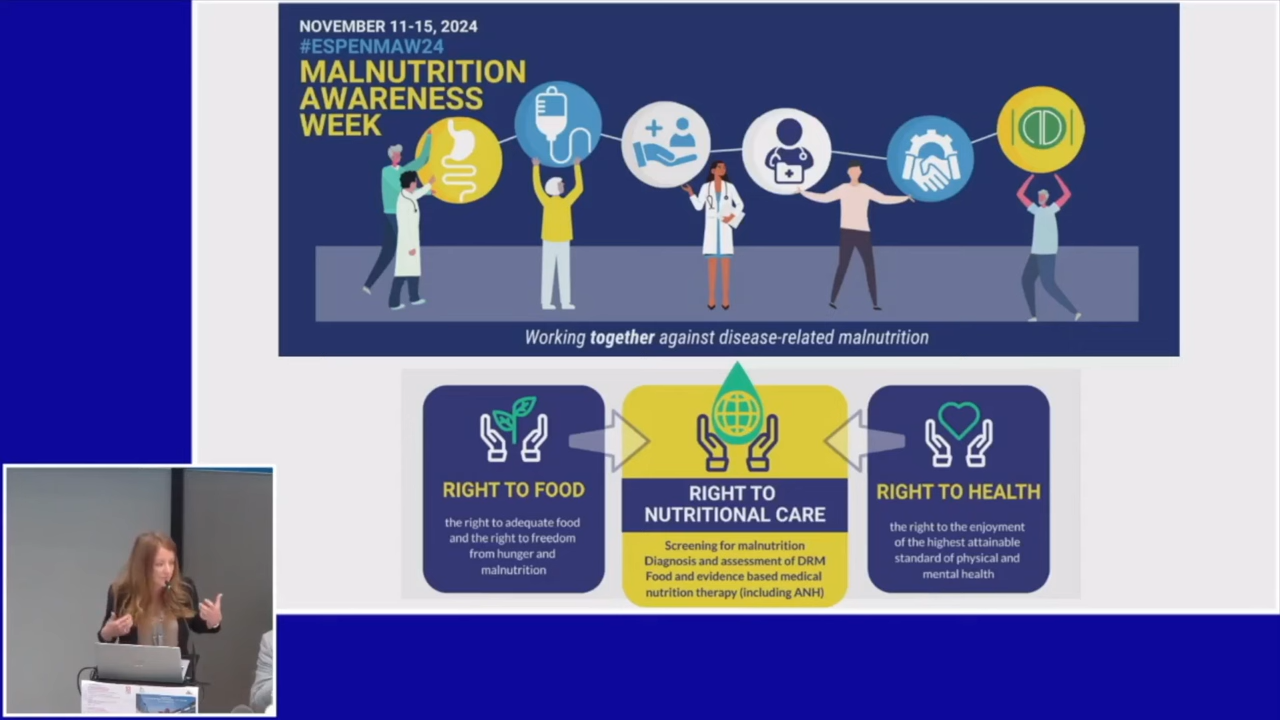 NOVEMBER 11-15, 2024
#ESPENMAW24
MALNUTRITION
AWARENESS
WEEK
Working together against disease-related malnutrition
RIGHT TO FOOD
the right to adequate food
and the right to freedom
from hunger and
malnutrition
RIGHT TO
NUTRITIONAL CARE
Screening for malnutrition
Diagnosis and assessment of DRM
Food and evidence based medical
nutrition therapy (including ANH)
RIGHT TO HEALTH
the right to the enjoyment
of the highest attainable
standard of physical and
mental health